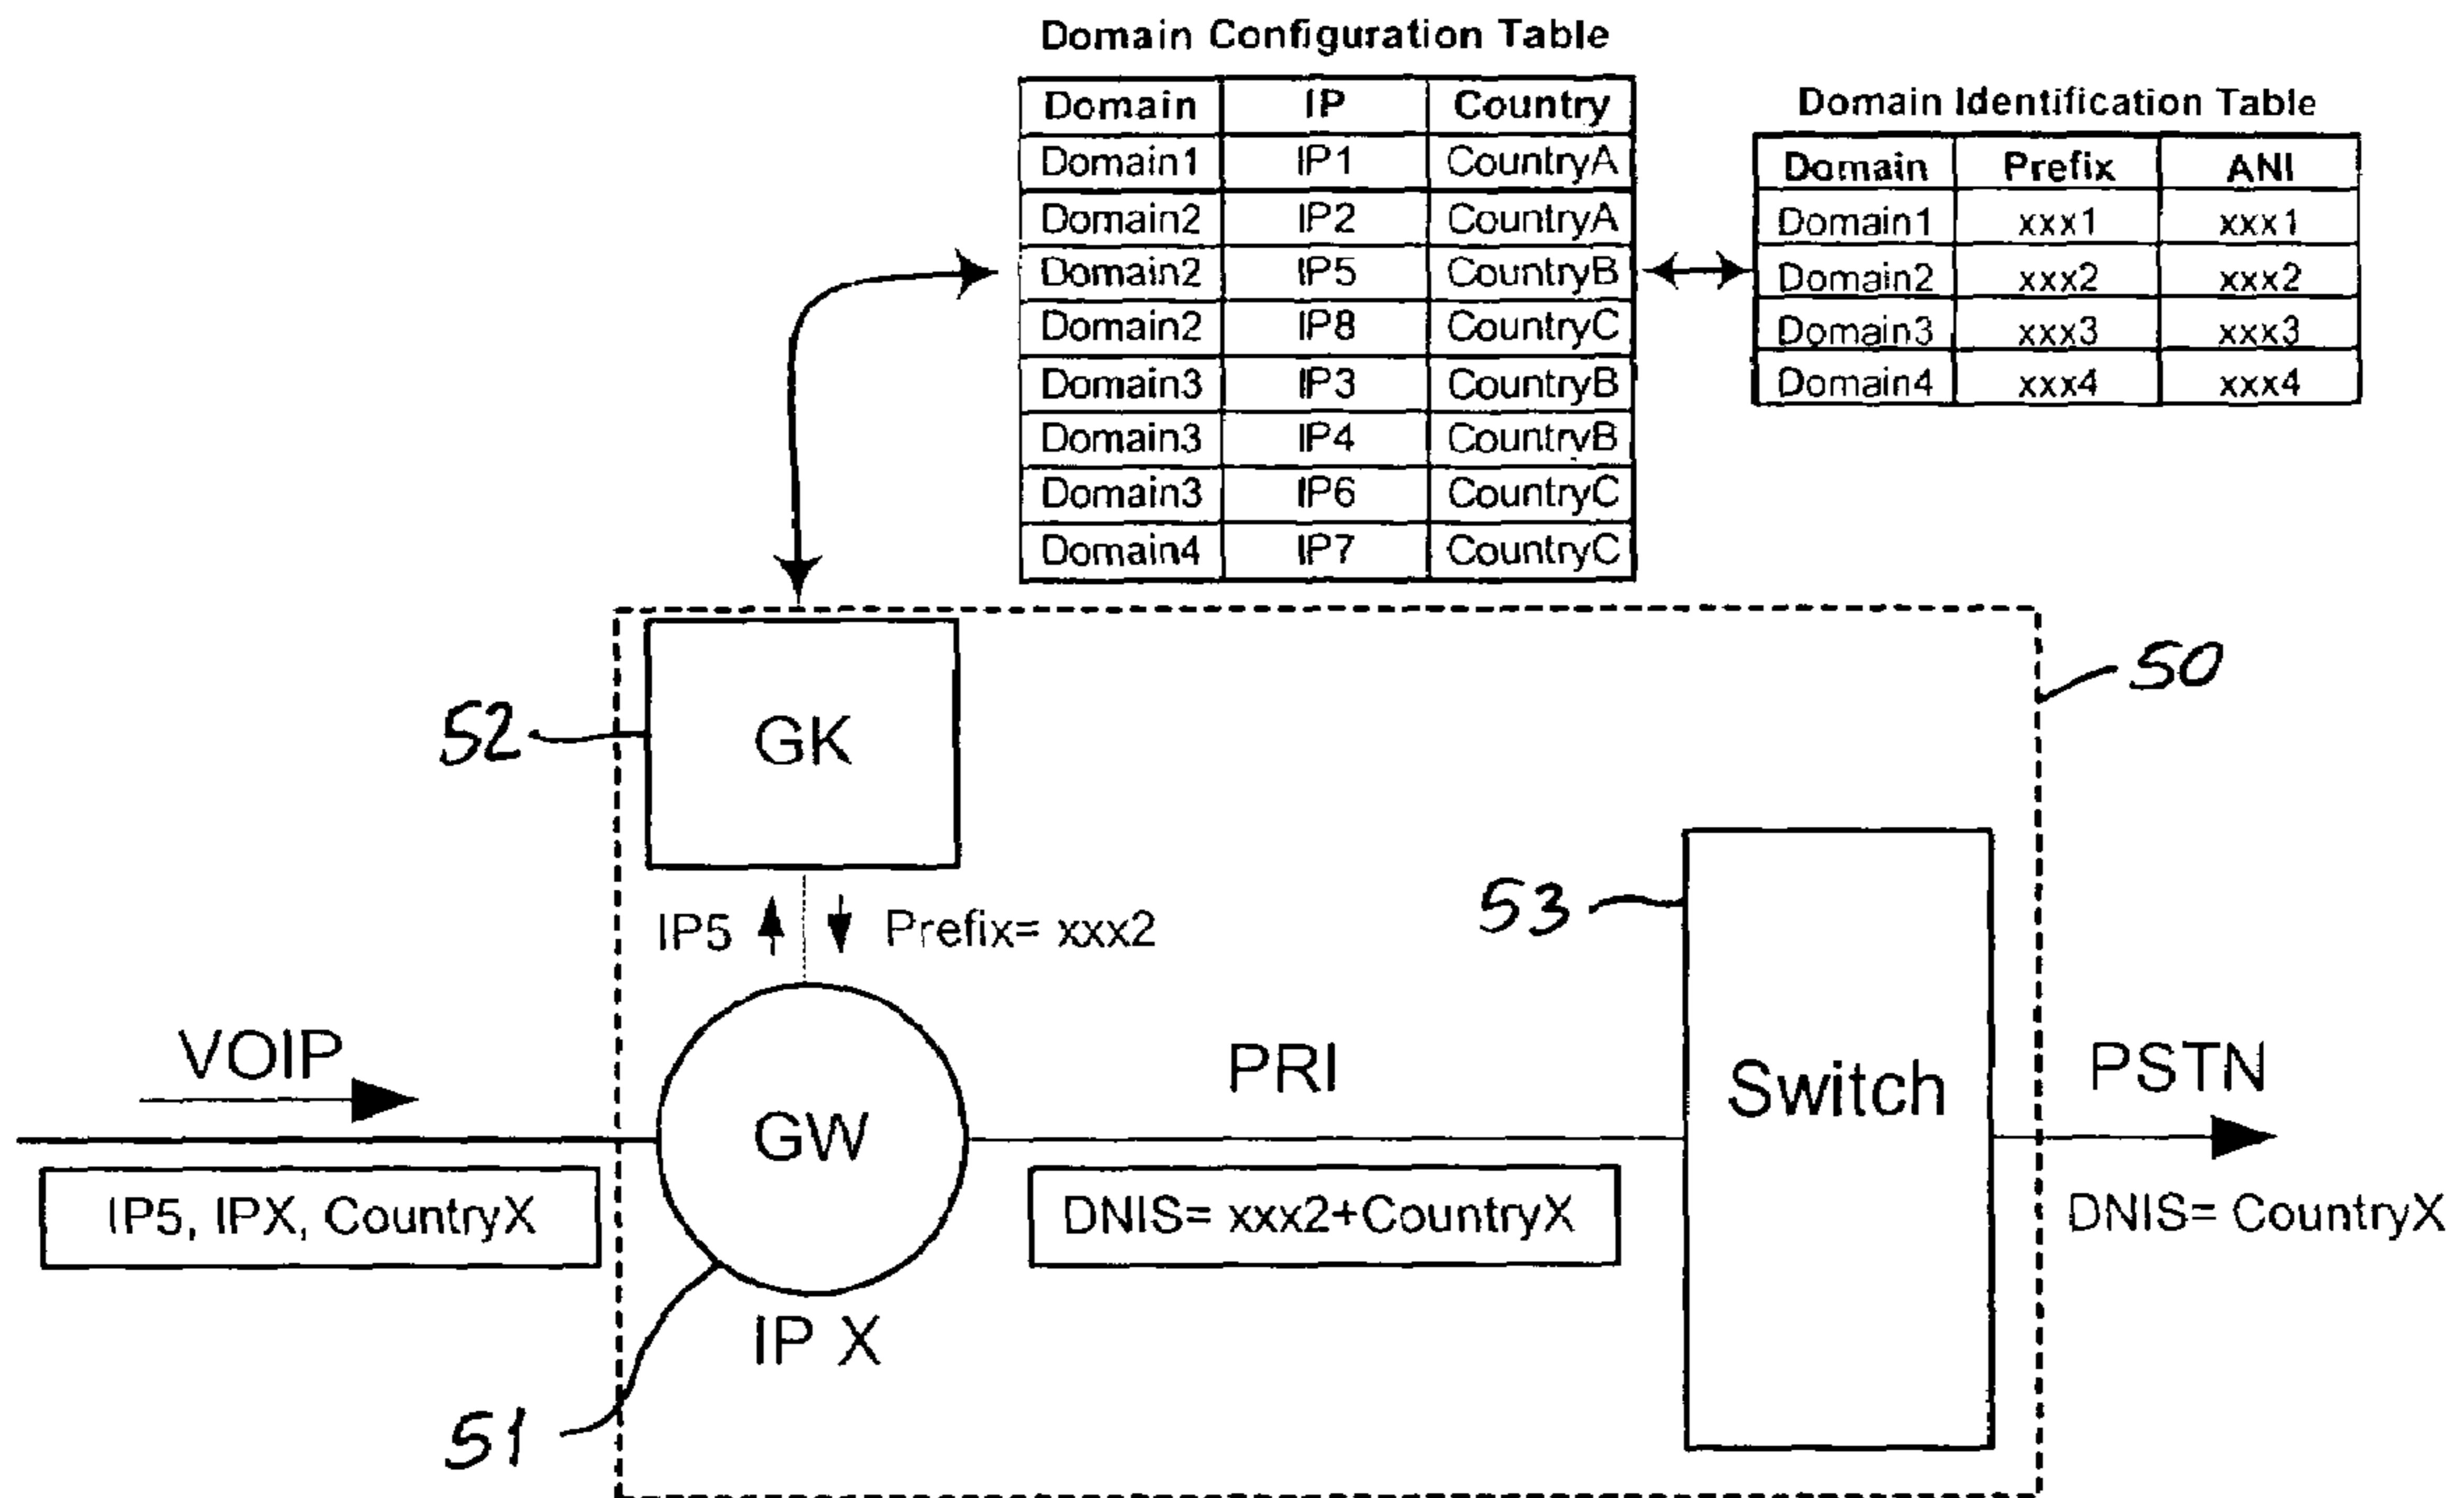 Domain Configuration Table
Domain IP Country
Domain1 IP1 CountryA
Domain2 IP2 CountryA
Domain2 IP5 CountryB
Domain2 IP8 CountryC
Domain3 IP3 CountryB
Domain3 IP4 CountryB
Domain3 IP6 CountryC
Domain4 IP7 CountryC
Domain Identification Table
Domain Prefix ANI
Domain1 xxx1 xxx1
Domain2 xxx2 xxx2
Domain3 xxx3 xxx3
Domain4 xxx4 xxx4
50
52
GK
53
IP5 Prefix= xxx2
VOIP
GW
PRI
Switch
PSTN
IP5, IPX, CountryX
DNIS= xxx2+CountryX
DNIS= CountryX
IP X
51